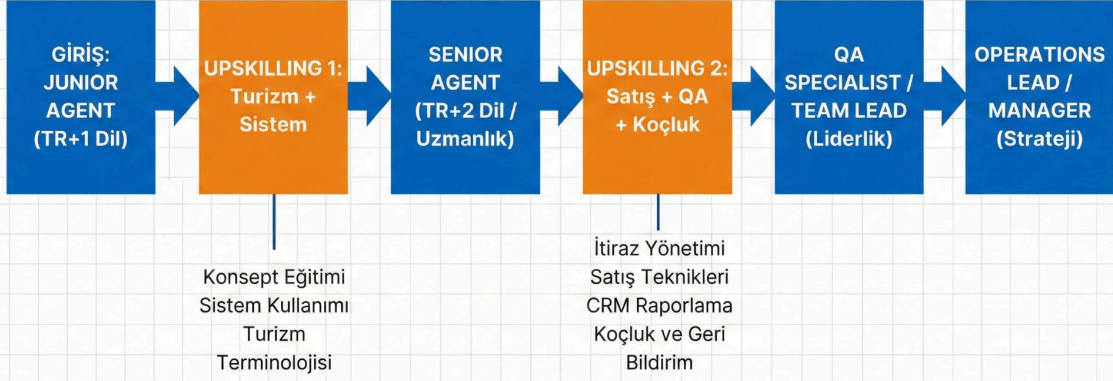 GİRİŞ:
JUNIOR
AGENT
(TR+1 Dil)
UPSKILLING 1:
Turizm +
Sistem
SENIOR
AGENT
(TR+2 Dil /
Uzmanlık)
UPSKILLING 2:
Satış + QA
+ Koçluk
QA
SPECIALIST /
TEAM LEAD
(Liderlik)
OPERATIONS
LEAD /
MANAGER
(Strateji)
Konsept Eğitimi
Sistem Kullanımı
Turizm
Terminolojisi
İtiraz Yönetimi
Satış Teknikleri
CRM Raporlama
Koçluk ve Geri
Bildirim